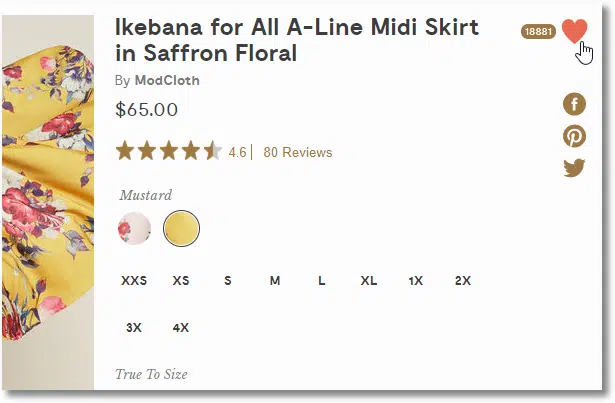 Ikebana for All A-Line Midi Skirt
in Saffron Floral
18881
By ModCloth
$65.00
4.6 | 80 Reviews
Mustard
XXS XS S M L XL 1X 2X
3X 4X
True To Size